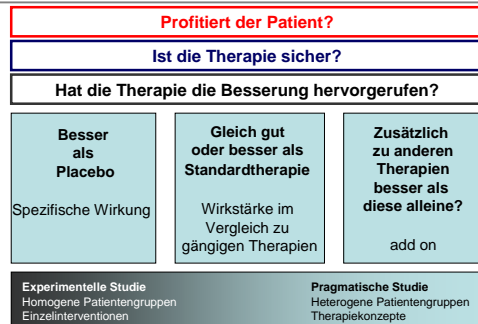 Profitiert der Patient?
Ist die Therapie sicher?
Hat die Therapie die Besserung hervorgerufen?
Besser
als
Placebo
Spezifische Wirkung
Gleich gut
oder besser als
Standardtherapie
Wirkstärke im
Vergleich zu
gängigen Therapien
Zusätzlich
zu anderen
Therapien
besser als
diese alleine?
add on
Experimentelle Studie
Homogene Patientengruppen
Einzelinterventionen
Pragmatische Studie
Heterogene Patientengruppen
Therapiekonzepte